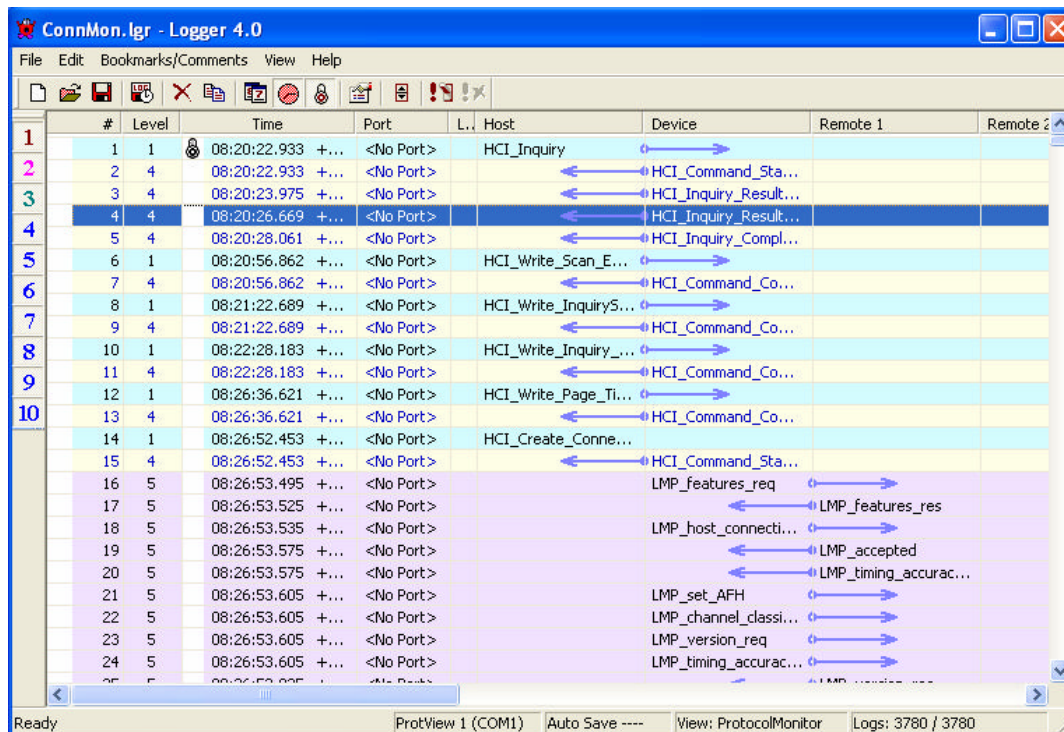 ConnMon.lgr - Logger 4.0
File Edit Bookmarks/Comments View Help
# Level Time Port L.. Host Device Remote 1 Remote 2
1 1 08:20:22.933 +... <No Port> HCI_Inquiry
2 4 08:20:22.933 +... <No Port> HCI_Command_Sta...
3 4 08:20:23.975 +... <No Port> HCI_Inquiry_Result...
4 4 08:20:26.669 +... <No Port> HCI_Inquiry_Result...
5 4 08:20:28.061 +... <No Port> HCI_Inquiry_Compl...
6 1 08:20:56.862 +... <No Port> HCI_Write_Scan_E...
7 4 08:20:56.862 +... <No Port> HCI_Command_Co...
8 1 08:21:22.689 +... <No Port> HCI_Write_InquiryS...
9 4 08:21:22.689 +... <No Port> HCI_Command_Co...
10 1 08:22:28.183 +... <No Port> HCI_Write_Inquiry_...
11 4 08:22:28.183 +... <No Port> HCI_Command_Co...
12 1 08:26:36.621 +... <No Port> HCI_Write_Page_Ti...
13 4 08:26:36.621 +... <No Port> HCI_Command_Co...
14 1 08:26:52.453 +... <No Port> HCI_Create_Conne...
15 4 08:26:52.453 +... <No Port> HCI_Command_Sta...
16 5 08:26:53.495 +... <No Port> LMP_features_req
17 5 08:26:53.525 +... <No Port> LMP_features_res
18 5 08:26:53.535 +... <No Port> LMP_host_connecti...
19 5 08:26:53.575 +... <No Port> LMP_accepted
20 5 08:26:53.575 +... <No Port> LMP_timing_accurac...
21 5 08:26:53.605 +... <No Port> LMP_set_AFH
22 5 08:26:53.605 +... <No Port> LMP_channel_classi...
23 5 08:26:53.605 +... <No Port> LMP_version_req
24 5 08:26:53.605 +... <No Port> LMP_timing_accurac...
1
2
3
4
5
6
7
8
9
10
Ready ProtView 1 (COM1) Auto Save ---- View: ProtocolMonitor Logs: 3780 / 3780